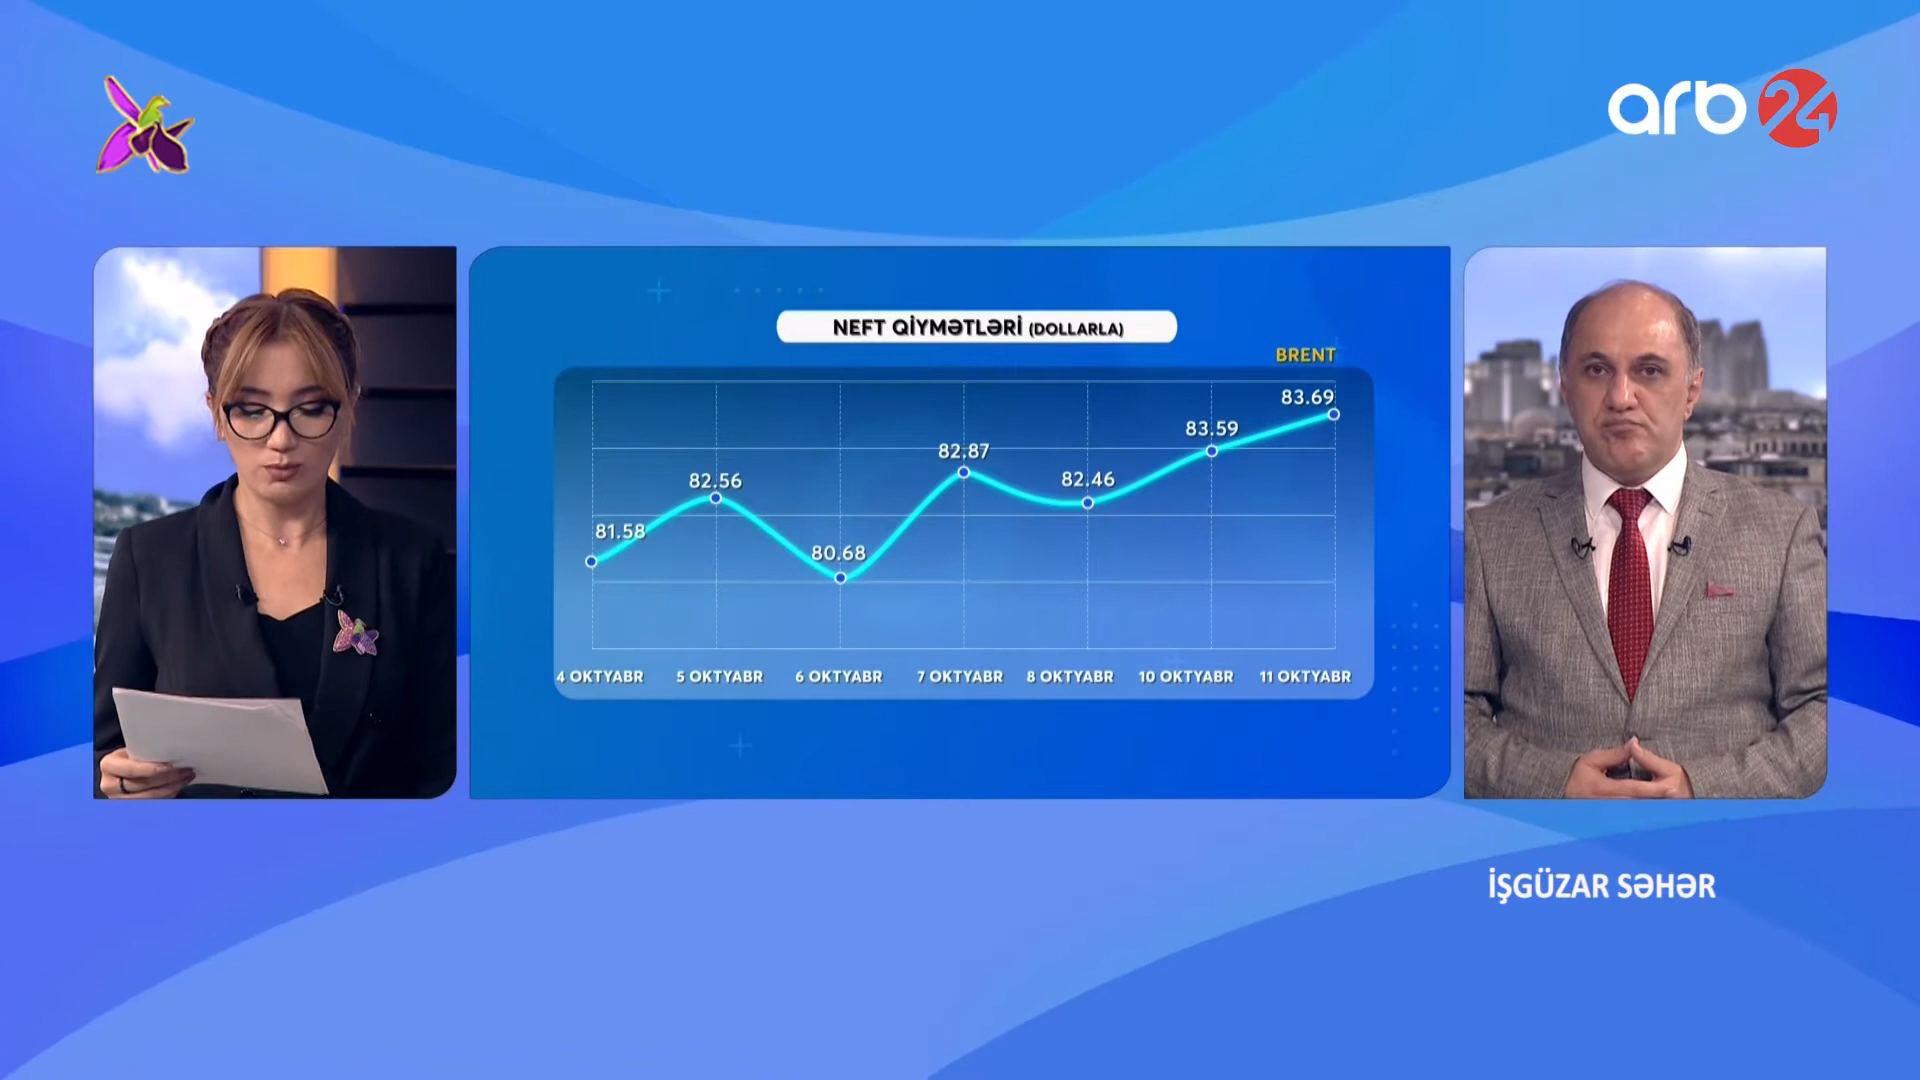 arb 24
NEFT QİYMƏTLƏRİ (DOLLARLA)
BRENT
83.69
83.59
82.87
82.56
82.46
81.58
80.68
4 OKTYABR 5 OKTYABR 6 OKTYABR 7 OKTYABR 8 OKTYABR 10 OKTYABR 11 OKTYABR
İŞGÜZAR SƏHƏR